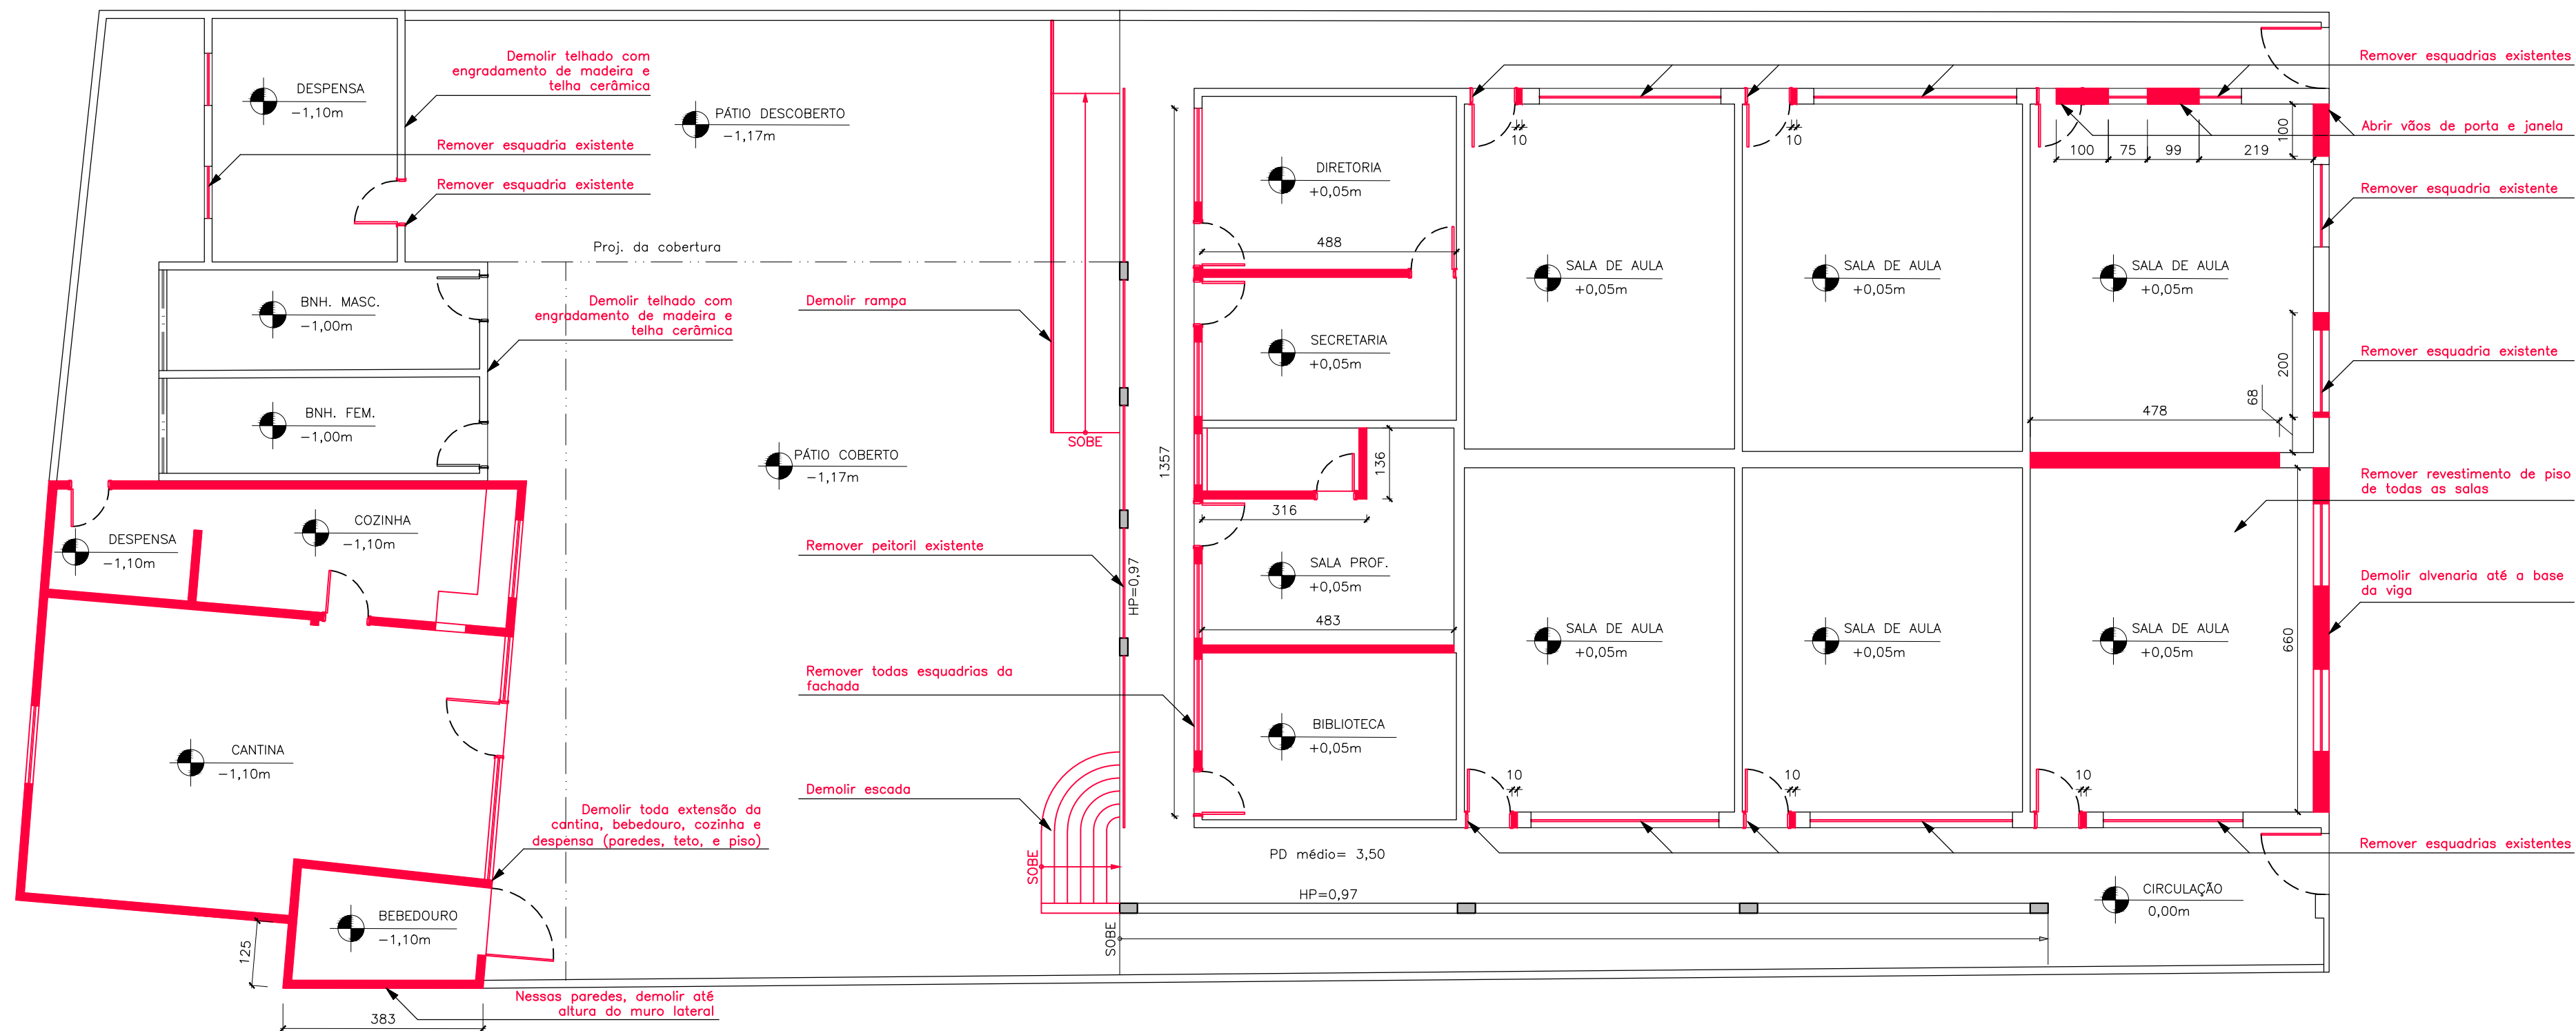 DESPENSA
−1,10m
Demolir telhado com
engradamento de madeira e
telha cerâmica
Remover esquadria existente
Remover esquadria existente
PÁTIO DESCOBERTO
−1,17m
Proj. da cobertura
BNH. MASC.
−1,00m
Demolir telhado com
engradamento de madeira e
telha cerâmica
BNH. FEM.
−1,00m
Demolir rampa
SOBE
PÁTIO COBERTO
−1,17m
DESPENSA
−1,10m
COZINHA
−1,10m
Remover peitoril existente
HP=0,97
Remover todas esquadrias da
fachada
CANTINA
−1,10m
Demolir escada
SOBE
Demolir toda extensão da
cantina, bebedouro, cozinha e
despensa (paredes, teto, e piso)
BEBEDOURO
−1,10m
125
383
Nessas paredes, demolir até
altura do muro lateral
1357
DIRETORIA
+0,05m
488
SECRETARIA
+0,05m
136
316
SALA PROF.
+0,05m
483
BIBLIOTECA
+0,05m
10
10
SALA DE AULA
+0,05m
SALA DE AULA
+0,05m
SALA DE AULA
+0,05m
100
75
99
219
100
200
68
478
SALA DE AULA
+0,05m
SALA DE AULA
+0,05m
SALA DE AULA
+0,05m
660
10
10
10
PD médio= 3,50
HP=0,97
SOBE
CIRCULAÇÃO
0,00m
Remover esquadrias existentes
Abrir vãos de porta e janela
Remover esquadria existente
Remover esquadria existente
Remover revestimento de piso
de todas as salas
Demolir alvenaria até a base
da viga
Remover esquadrias existentes